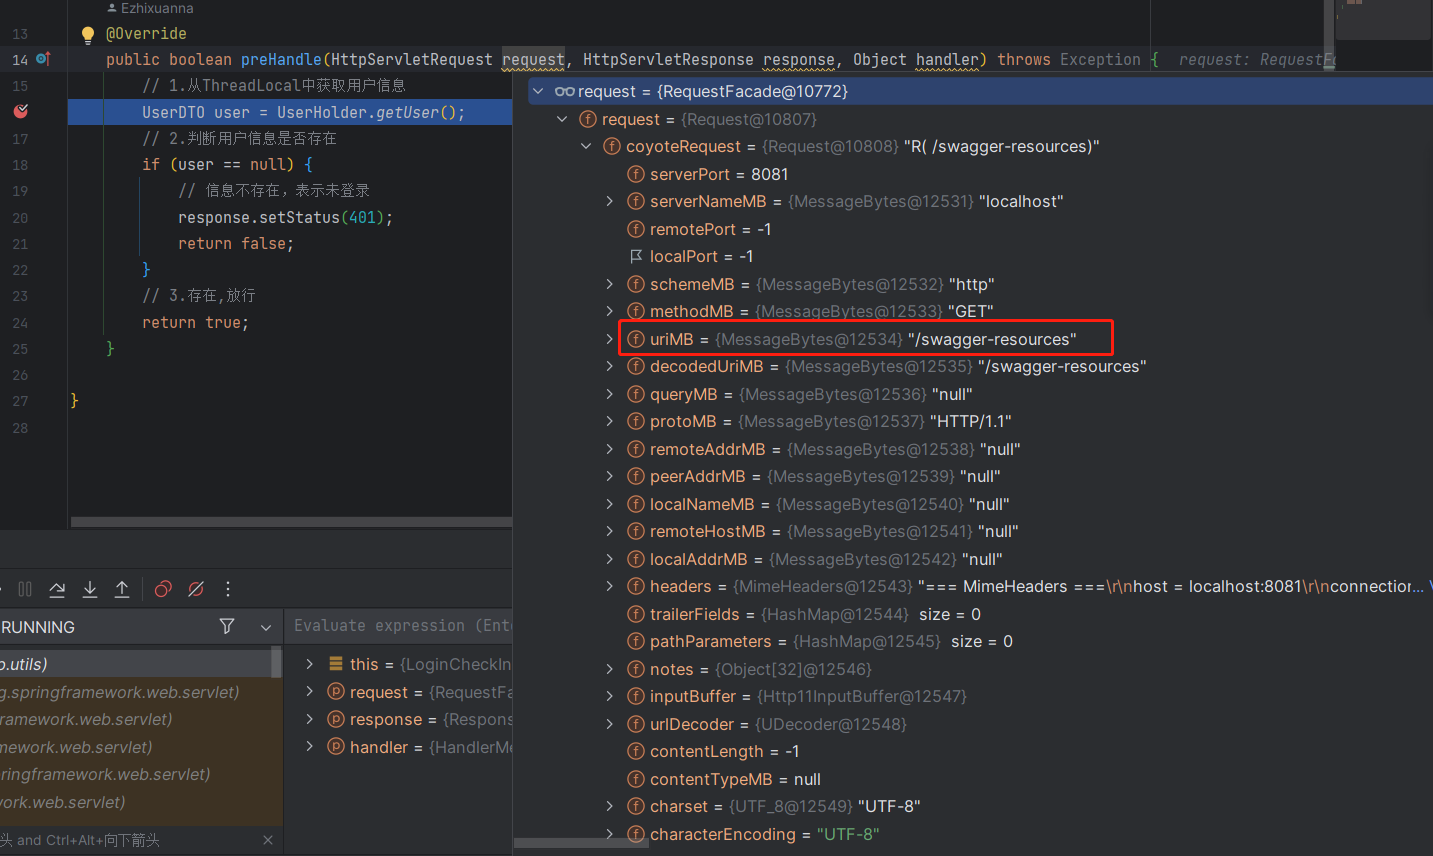 Ezhixuanna
13 @Override
14 public boolean preHandle(HttpServletRequest request, HttpServletResponse response, Object handler) throws Exception { request: RequestFa
15 // 1.从ThreadLocal中获取用户信息
UserDTO user = UserHolder.getUser();
17 // 2.判断用户信息是否存在
18 if (user == null) {
19 // 信息不存在，表示未登录
20 response.setStatus(401);
21 return false;
22 }
23 // 3.存在,放行
24 return true;
25 }
26
27 }
28
request = {RequestFacade@10772}
f request = {Request@10807}
f coyoteRequest = {Request@10808} "R( /swagger-resources)"
f serverPort = 8081
f serverNameMB = {MessageBytes@12531} "localhost"
f remotePort = -1
localPort = -1
f schemeMB = {MessageBytes@12532} "http"
f methodMB = {MessageBytes@12533} "GET"
f uriMB = {MessageBytes@12534} "/swagger-resources"
f decodedUriMB = {MessageBytes@12535} "/swagger-resources"
f queryMB = {MessageBytes@12536} "null"
f protoMB = {MessageBytes@12537} "HTTP/1.1"
f remoteAddrMB = {MessageBytes@12538} "null"
f peerAddrMB = {MessageBytes@12539} "null"
f localNameMB = {MessageBytes@12540} "null"
f remoteHostMB = {MessageBytes@12541} "null"
f localAddrMB = {MessageBytes@12542} "null"
f headers = {MimeHeaders@12543} "=== MimeHeaders ===\r\nhost = localhost:8081\r\nconnection...
f trailerFields = {HashMap@12544} size = 0
f pathParameters = {HashMap@12545} size = 0
f notes = {Object[32]@12546}
f inputBuffer = {Http11InputBuffer@12547}
f urlDecoder = {UDecoder@12548}
f contentLength = -1
f contentTypeMB = null
f charset = {UTF_8@12549} "UTF-8"
f characterEncoding = "UTF-8"
RUNNING
o.utils)
g.springframework.web.servlet)
ramework.web.servlet)
mework.web.servlet)
ringframework.web.servlet)
work.web.servlet)
头 and Ctrl+Alt+向下箭头
Evaluate expression (Ente
this = {LoginCheckIn
p request = {RequestFa
p response = {Respons
p handler = {HandlerMe